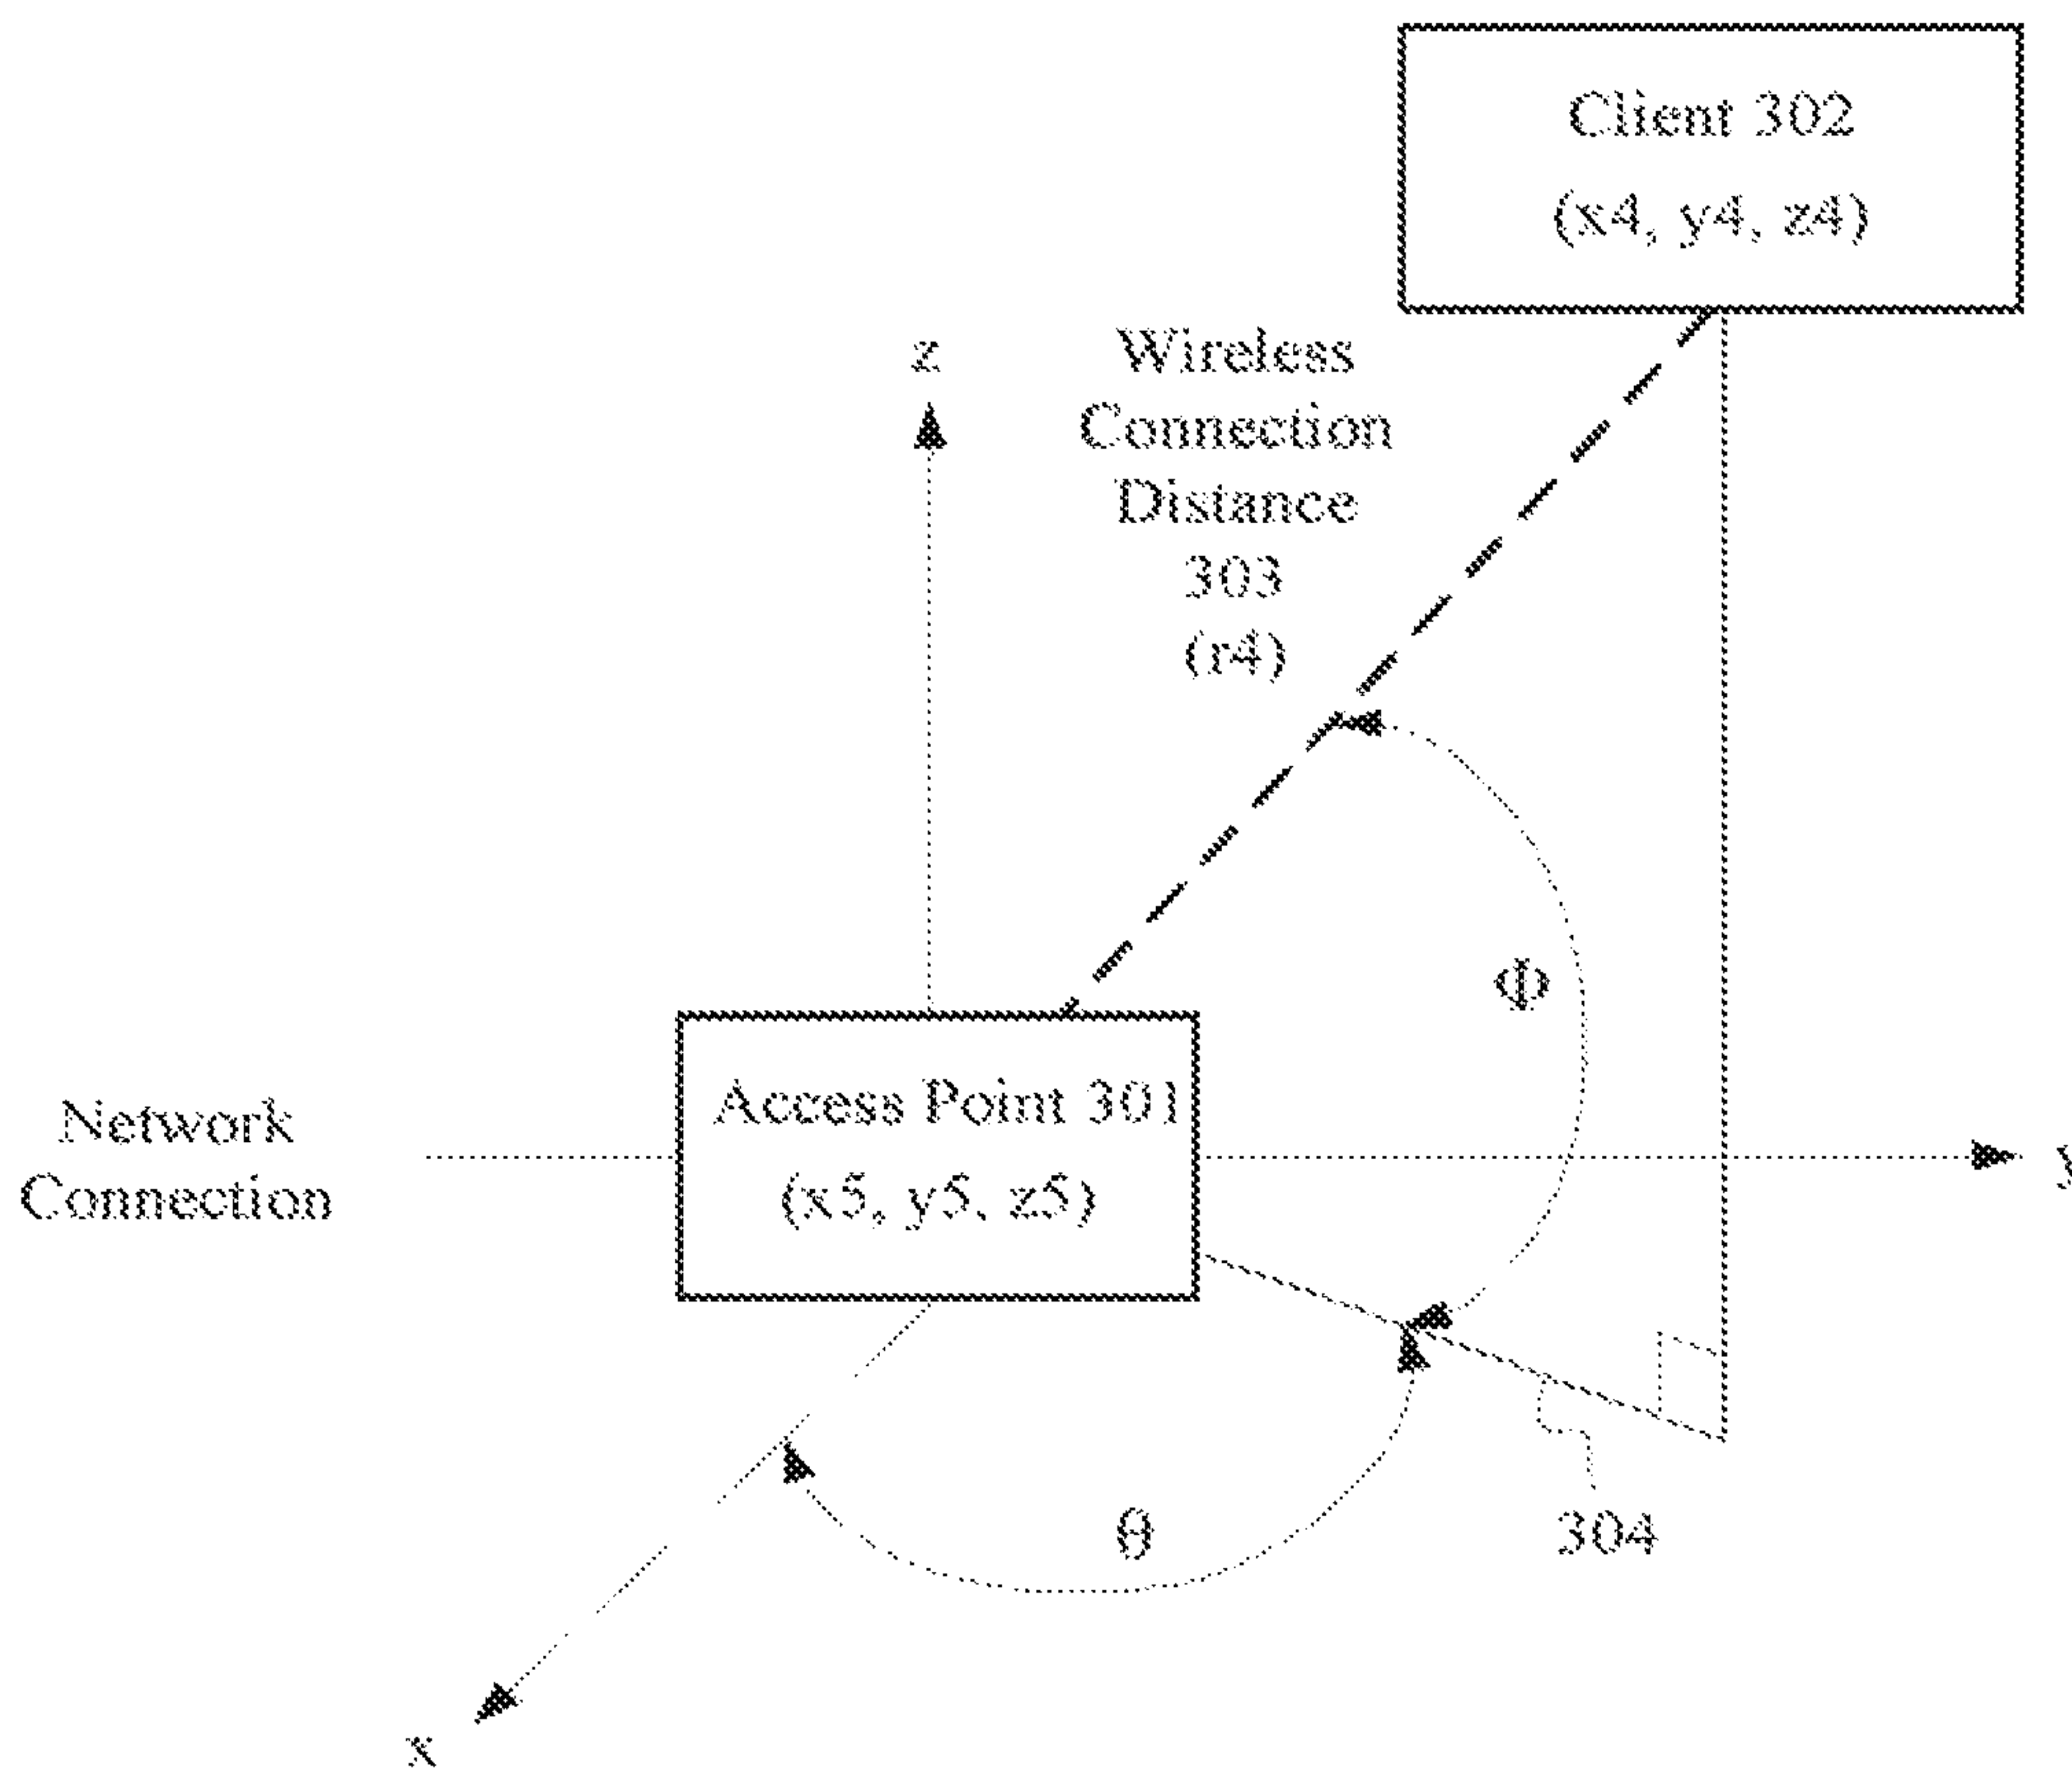 Client 302
(x4, y4, z4)
z
Wireless
Connection
Distance
303
(r4)
Φ
Access Point 301
(x5, y5, z5)
Network
Connection
y
θ
304
x